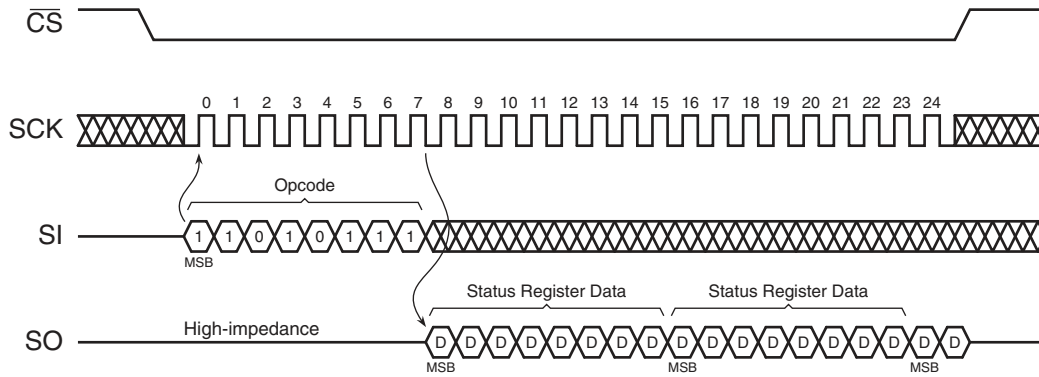 CS
0 1 2 3 4 5 6 7 8 9 10 11 12 13 14 15 16 17 18 19 20 21 22 23 24
SCK
Opcode
SI 1 1 0 1 0 1 1 1
MSB
Status Register Data Status Register Data
High-impedance
SO D D D D D D D D D D D D D D D D D D
MSB MSB MSB